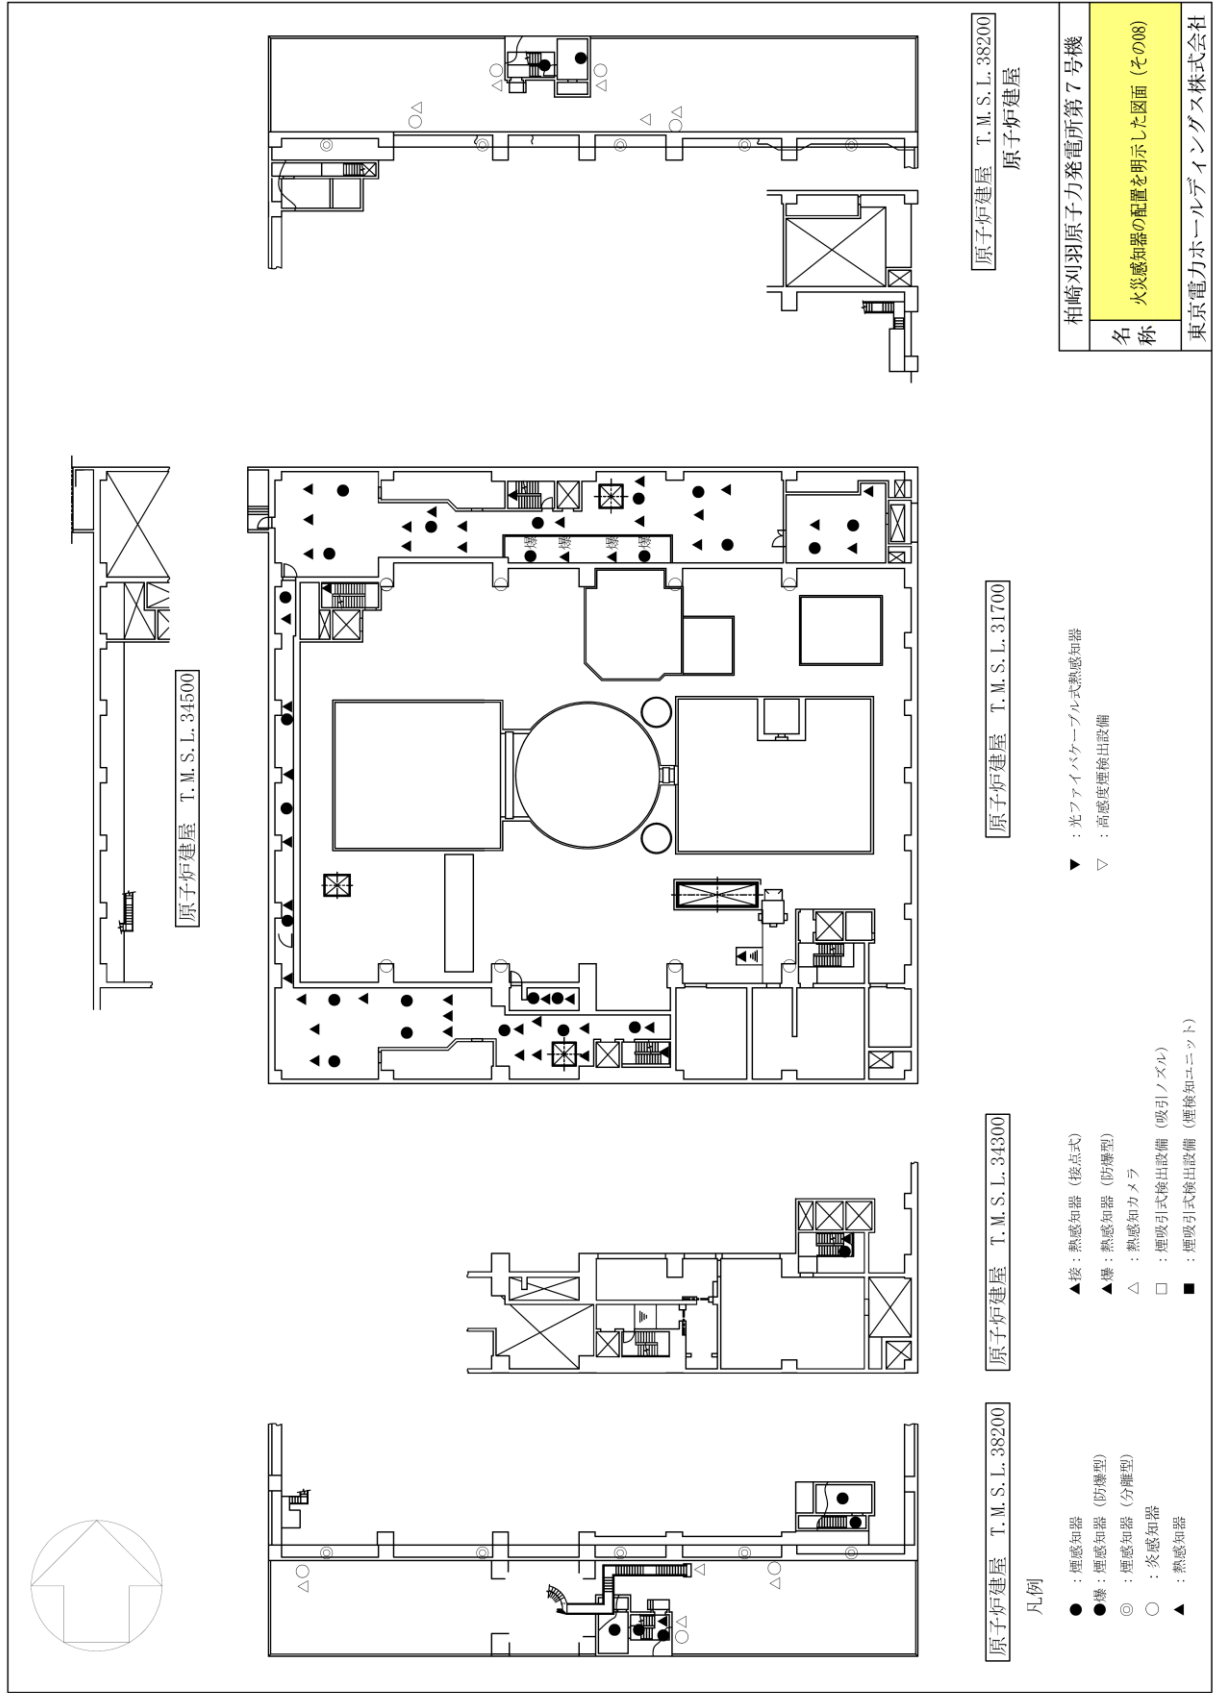 原子炉建屋 T.M.S.L.38200
原子炉建屋 T.M.S.L.34300
原子炉建屋 T.M.S.L.31700
原子炉建屋 T.M.S.L.34500
原子炉建屋 T.M.S.L.38200
原子炉建屋
爆
爆
爆
爆
凡例
● : 煙感知器
●爆 : 煙感知器 (防爆型)
◎ : 煙感知器 (分離型)
○ : 炎感知器
▲ : 熱感知器
▲接 : 熱感知器 (接点式)
▲爆 : 熱感知器 (防爆型)
△ : 熱感知カメラ
□ : 煙吸引式検出設備 (吸引ノズル)
■ : 煙吸引式検出設備 (煙検知ユニット)
▼ : 光ファイバケーブル式熱感知器
▽ : 高感度煙検出設備
柏崎刈羽原子力発電所第7号機
名称
火災感知器の配置を明示した図面 (その08)
東京電力ホールディングス株式会社